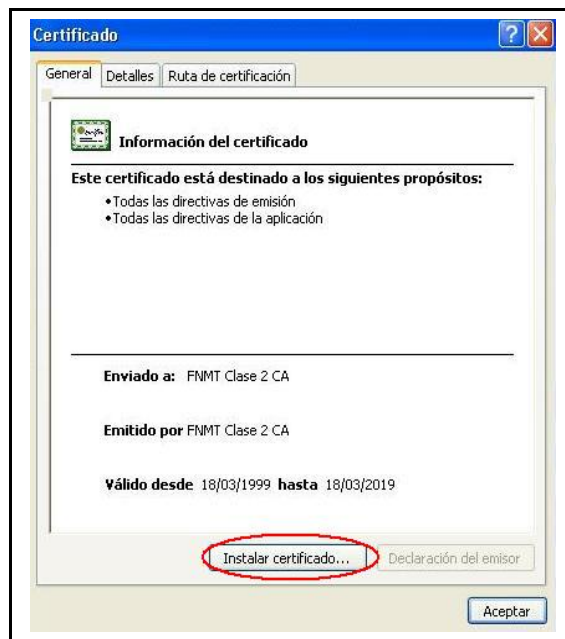 Certificado
General Detalles Ruta de certificación
Información del certificado
Este certificado está destinado a los siguientes propósitos:
•Todas las directivas de emisión
•Todas las directivas de la aplicación
Enviado a: FNMT Clase 2 CA
Emitido por FNMT Clase 2 CA
Válido desde 18/03/1999 hasta 18/03/2019
Instalar certificado... Declaración del emisor
Aceptar